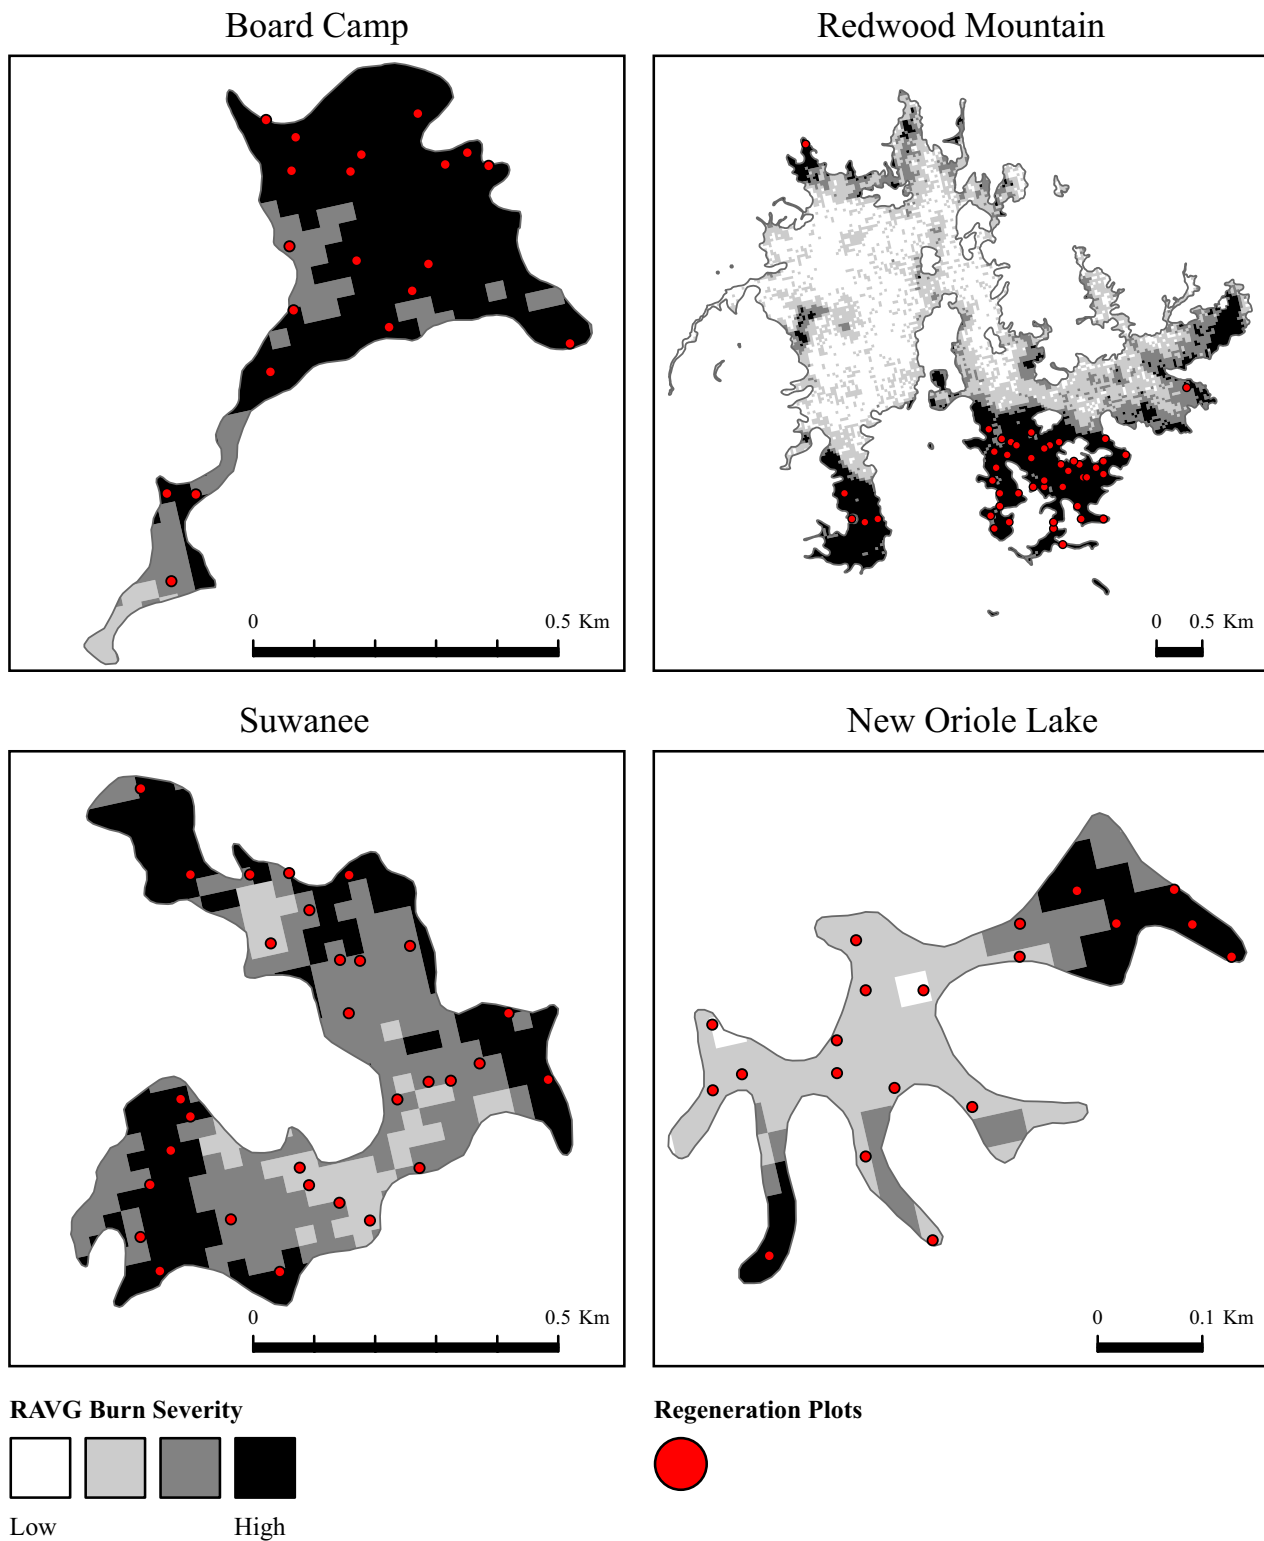 Board Camp
Redwood Mountain
0 0.5 Km
0 0.5 Km
Suwanee
New Oriole Lake
0 0.5 Km
0 0.1 Km
RAVG Burn Severity
Regeneration Plots
Low High